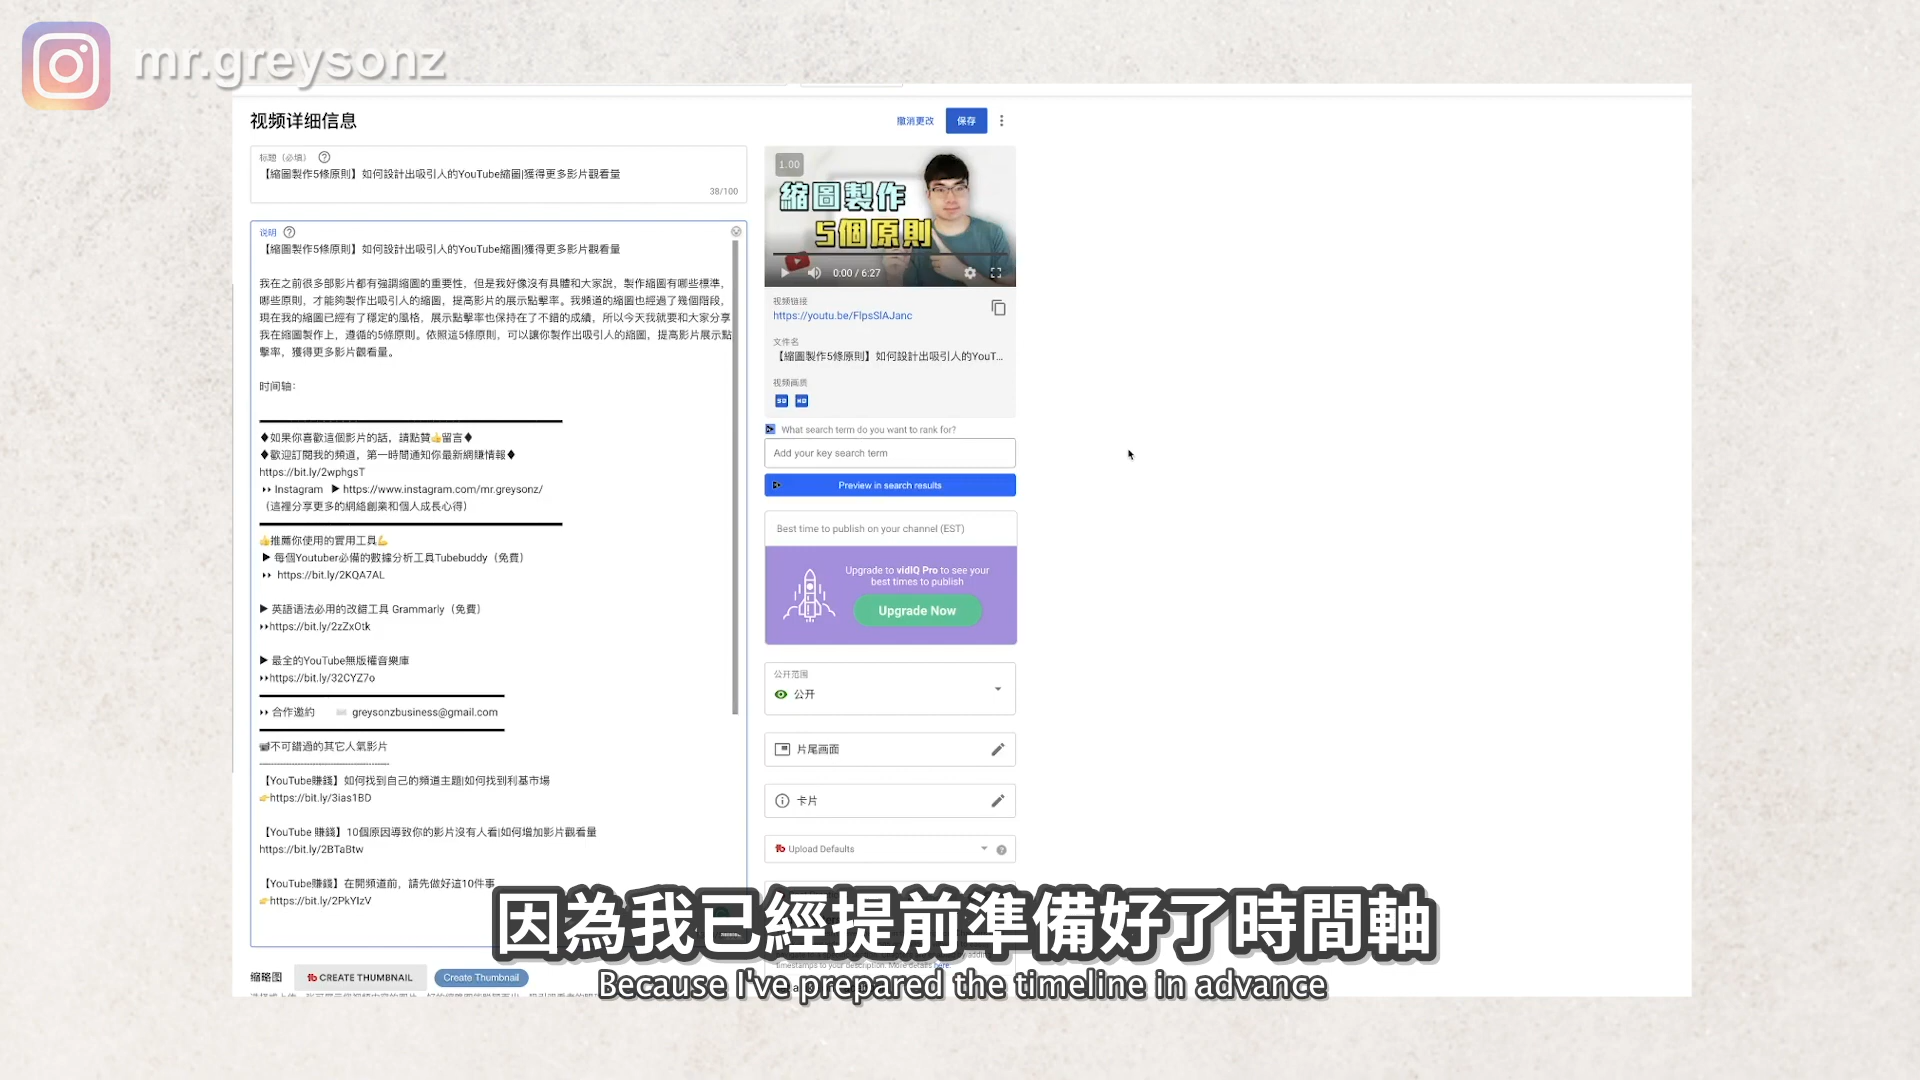 mr.greysonz
视频详细信息
撤消更改
保存
标题（必填）
【縮圖製作5條原則】如何設計出吸引人的YouTube縮圖|獲得更多影片觀看量
38/100
说明
【縮圖製作5條原則】如何設計出吸引人的YouTube縮圖|獲得更多影片觀看量
我在之前很多部影片都有強調縮圖的重要性，但是我好像沒有具體和大家說，製作縮圖有哪些標準，
哪些原則，才能夠製作出吸引人的縮圖，提高影片的展示點擊率。我頻道的縮圖也經過了幾個階段，
現在我的縮圖已經有了穩定的風格，展示點擊率也保持在了不錯的成績，所以今天我就要和大家分享
我在縮圖製作上，遵循的5條原則。依照這5條原則，可以讓你製作出吸引人的縮圖，提高影片展示點
擊率，獲得更多影片觀看量。
时间轴：
♦如果你喜歡這個影片的話，請點贊👍留言♦
♦歡迎訂閱我的頻道，第一時間通知你最新網賺情報♦
https://bit.ly/2wphgsT
Instagram ▶ https://www.instagram.com/mr.greysonz/
（這裡分享更多的網絡創業和個人成長心得）
👍推薦你使用的實用工具💪
▶ 每個Youtuber必備的數據分析工具Tubebuddy（免費）
https://bit.ly/2KQA7AL
▶ 英語语法必用的改錯工具 Grammarly（免費）
https://bit.ly/2zZxOtk
▶ 最全的YouTube無版權音樂庫
https://bit.ly/32CYZ7o
合作邀約 greysonzbusiness@gmail.com
不可錯過的其它人氣影片
【YouTube賺錢】如何找到自己的頻道主題|如何找到利基市場
👉https://bit.ly/3ias1BD
【YouTube 賺錢】10個原因導致你的影片沒有人看|如何增加影片觀看量
https://bit.ly/2BTaBtw
【YouTube賺錢】在開頻道前，請先做好這10件事
👉https://bit.ly/2PkYIzV
缩略图
CREATE THUMBNAIL
Create Thumbnail
1.00
縮圖製作
5個原則
0:00 / 6:27
视频链接
https://youtu.be/FIpsSIAJanc
文件名
【縮圖製作5條原則】如何設計出吸引人的YouT...
视频画质
SD HD
What search term do you want to rank for?
Add your key search term
Preview in search results
Best time to publish on your channel (EST)
Upgrade to vidIQ Pro to see your
best times to publish
Upgrade Now
公开范围
公开
片尾画面
卡片
Upload Defaults
因為我已經提前準備好了時間軸
Because I've prepared the timeline in advance